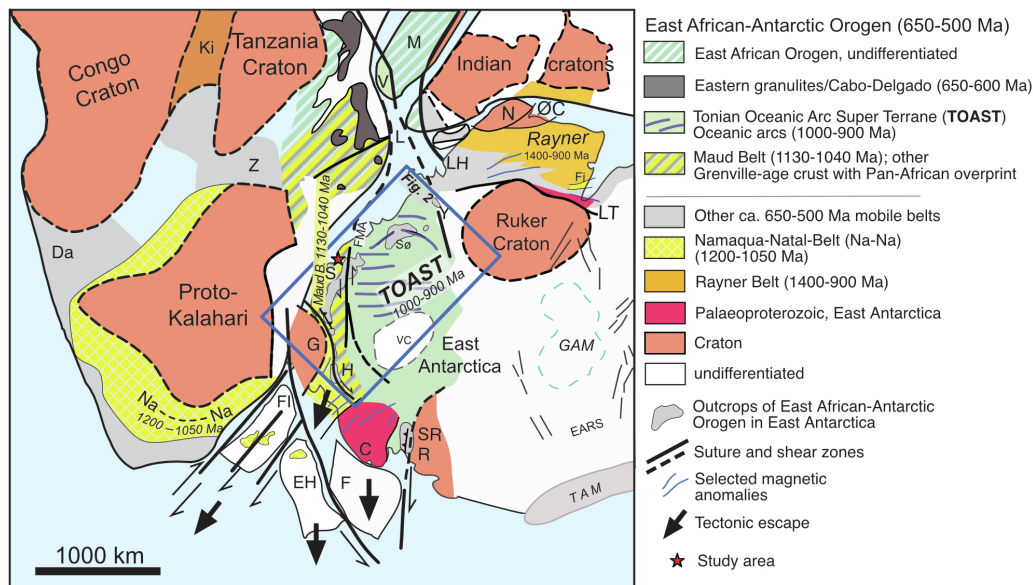 Congo
Craton
Ki
Tanzania
Craton
M
V
Indian
cratons
N
ØC
Rayner
1400-900 Ma
Fi
L
LH
LT
Z
Da
Fig. 2
Y
Ruker
Craton
Maud B. 1130-1040 Ma
FMA
Sø
S
TOAST
1000-900 Ma
Proto-
Kalahari
G
H
VC
East
Antarctica
GAM
EARS
Na
Na
1200 - 1050 Ma
FI
EH
F
C
SR
R
TAM
1000 km
East African-Antarctic Orogen (650-500 Ma)
East African Orogen, undifferentiated
Eastern granulites/Cabo-Delgado (650-600 Ma)
Tonian Oceanic Arc Super Terrane (TOAST)
Oceanic arcs (1000-900 Ma)
Maud Belt (1130-1040 Ma); other
Grenville-age crust with Pan-African overprint
Other ca. 650-500 Ma mobile belts
Namaqua-Natal-Belt (Na-Na)
(1200-1050 Ma)
Rayner Belt (1400-900 Ma)
Palaeoproterozoic, East Antarctica
Craton
undifferentiated
Outcrops of East African-Antarctic
Orogen in East Antarctica
Suture and shear zones
Selected magnetic
anomalies
Tectonic escape
Study area